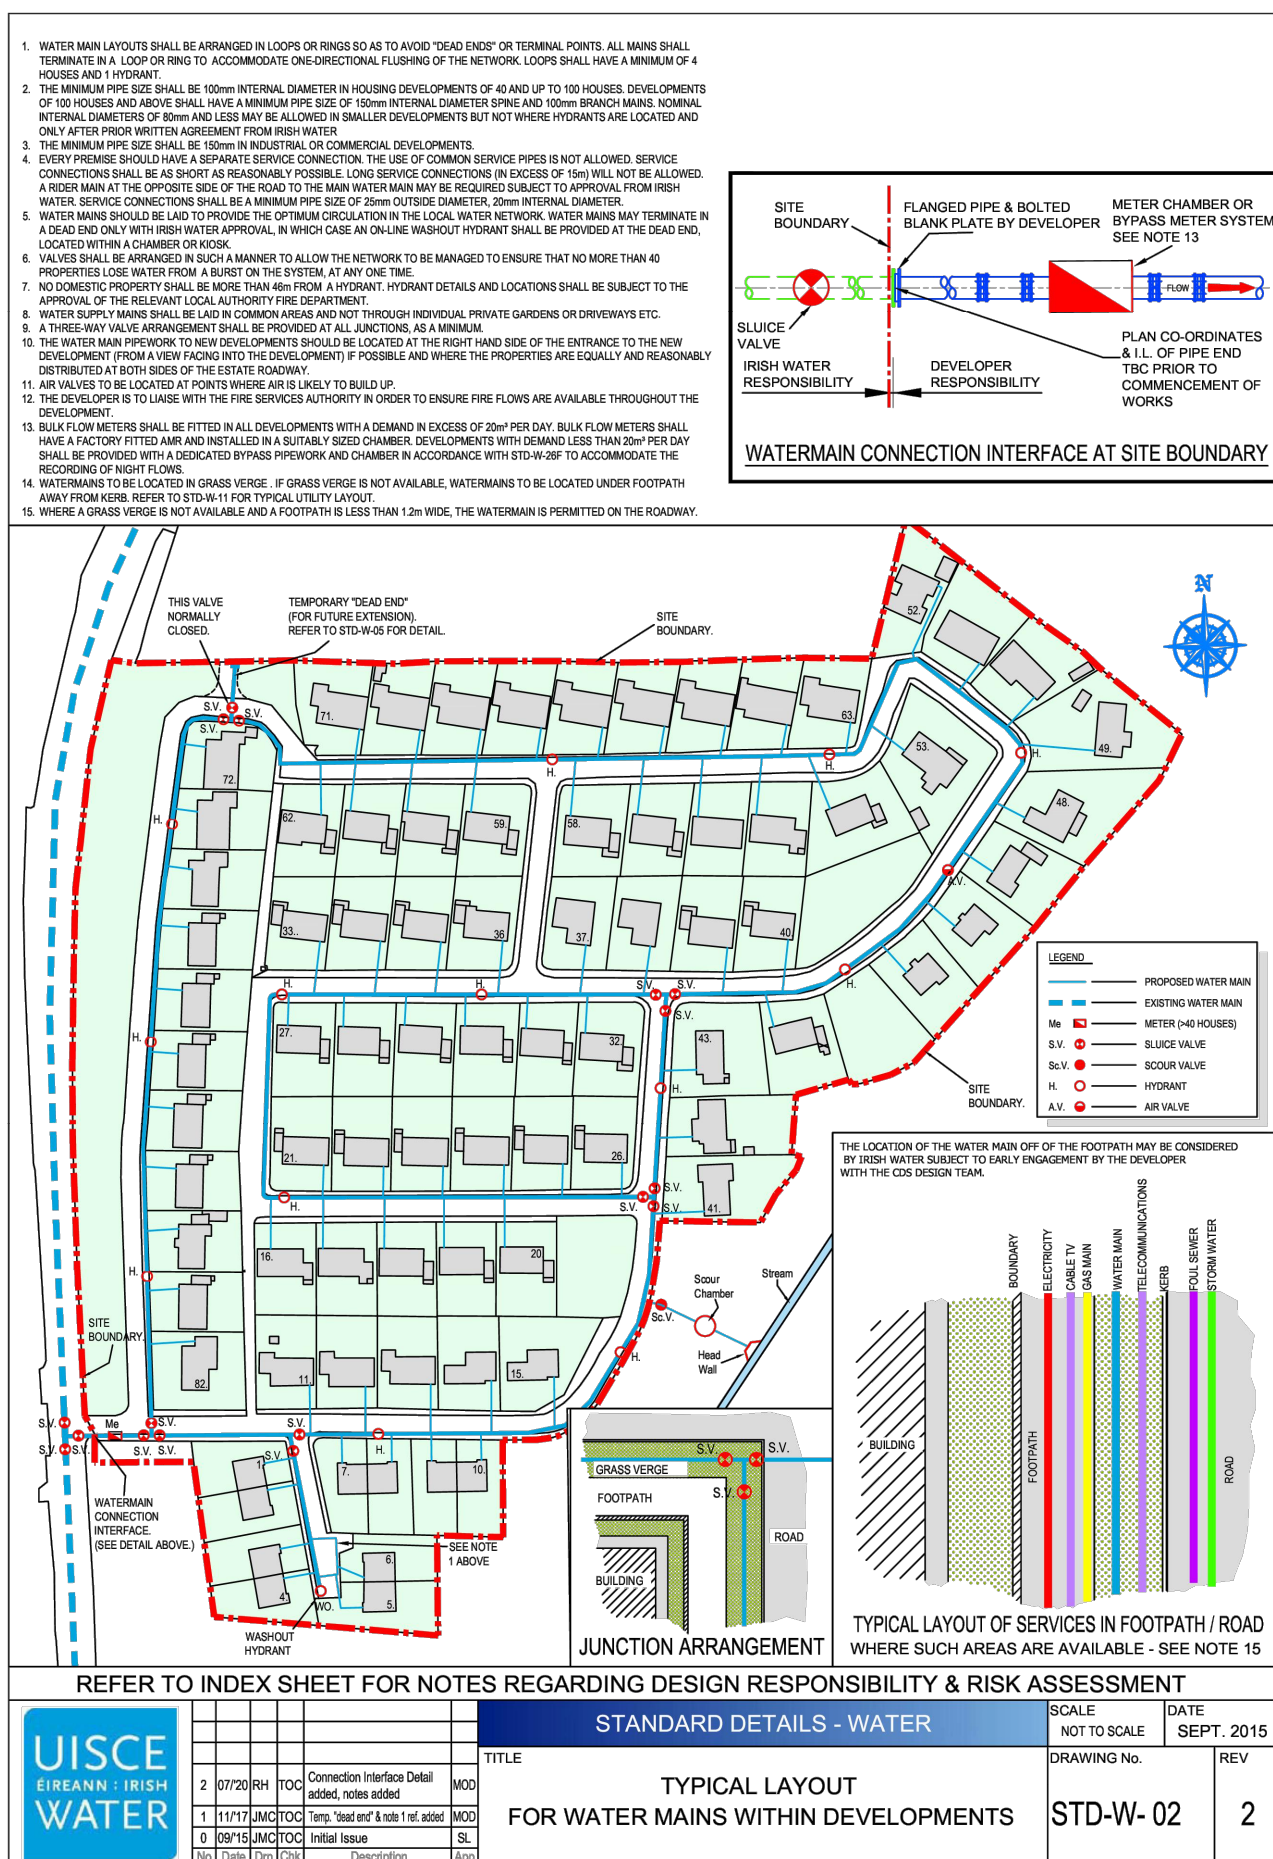 1. WATER MAIN LAYOUTS SHALL BE ARRANGED IN LOOPS OR RINGS SO AS TO AVOID "DEAD ENDS" OR TERMINAL POINTS. ALL MAINS SHALL
TERMINATE IN A LOOP OR RING TO ACCOMMODATE ONE-DIRECTIONAL FLUSHING OF THE NETWORK. LOOPS SHALL HAVE A MINIMUM OF 4
HOUSES AND 1 HYDRANT.
2. THE MINIMUM PIPE SIZE SHALL BE 100mm INTERNAL DIAMETER IN HOUSING DEVELOPMENTS OF 40 AND UP TO 100 HOUSES. DEVELOPMENTS
OF 100 HOUSES AND ABOVE SHALL HAVE A MINIMUM PIPE SIZE OF 150mm INTERNAL DIAMETER SPINE AND 100mm BRANCH MAINS. NOMINAL
INTERNAL DIAMETERS OF 80mm AND LESS MAY BE ALLOWED IN SMALLER DEVELOPMENTS BUT NOT WHERE HYDRANTS ARE LOCATED AND
ONLY AFTER PRIOR WRITTEN AGREEMENT FROM IRISH WATER
3. THE MINIMUM PIPE SIZE SHALL BE 150mm IN INDUSTRIAL OR COMMERCIAL DEVELOPMENTS.
4. EVERY PREMISE SHOULD HAVE A SEPARATE SERVICE CONNECTION. THE USE OF COMMON SERVICE PIPES IS NOT ALLOWED. SERVICE
CONNECTIONS SHALL BE AS SHORT AS REASONABLY POSSIBLE. LONG SERVICE CONNECTIONS (IN EXCESS OF 15m) WILL NOT BE ALLOWED.
A RIDER MAIN AT THE OPPOSITE SIDE OF THE ROAD TO THE MAIN WATER MAIN MAY BE REQUIRED SUBJECT TO APPROVAL FROM IRISH
WATER. SERVICE CONNECTIONS SHALL BE A MINIMUM PIPE SIZE OF 25mm OUTSIDE DIAMETER, 20mm INTERNAL DIAMETER.
5. WATER MAINS SHOULD BE LAID TO PROVIDE THE OPTIMUM CIRCULATION IN THE LOCAL WATER NETWORK. WATER MAINS MAY TERMINATE IN
A DEAD END ONLY WITH IRISH WATER APPROVAL, IN WHICH CASE AN ON-LINE WASHOUT HYDRANT SHALL BE PROVIDED AT THE DEAD END,
LOCATED WITHIN A CHAMBER OR KIOSK.
6. VALVES SHALL BE ARRANGED IN SUCH A MANNER TO ALLOW THE NETWORK TO BE MANAGED TO ENSURE THAT NO MORE THAN 40
PROPERTIES LOSE WATER FROM A BURST ON THE SYSTEM, AT ANY ONE TIME.
7. NO DOMESTIC PROPERTY SHALL BE MORE THAN 46m FROM A HYDRANT. HYDRANT DETAILS AND LOCATIONS SHALL BE SUBJECT TO THE
APPROVAL OF THE RELEVANT LOCAL AUTHORITY FIRE DEPARTMENT.
8. WATER SUPPLY MAINS SHALL BE LAID IN COMMON AREAS AND NOT THROUGH INDIVIDUAL PRIVATE GARDENS OR DRIVEWAYS ETC.
9. A THREE-WAY VALVE ARRANGEMENT SHALL BE PROVIDED AT ALL JUNCTIONS, AS A MINIMUM.
10. THE WATER MAIN PIPEWORK TO NEW DEVELOPMENTS SHOULD BE LOCATED AT THE RIGHT HAND SIDE OF THE ENTRANCE TO THE NEW
DEVELOPMENT (FROM A VIEW FACING INTO THE DEVELOPMENT) IF POSSIBLE AND WHERE THE PROPERTIES ARE EQUALLY AND REASONABLY
DISTRIBUTED AT BOTH SIDES OF THE ESTATE ROADWAY.
11. AIR VALVES TO BE LOCATED AT POINTS WHERE AIR IS LIKELY TO BUILD UP.
12. THE DEVELOPER IS TO LIAISE WITH THE FIRE SERVICES AUTHORITY IN ORDER TO ENSURE FIRE FLOWS ARE AVAILABLE THROUGHOUT THE
DEVELOPMENT.
13. BULK FLOW METERS SHALL BE FITTED IN ALL DEVELOPMENTS WITH A DEMAND IN EXCESS OF 20m³ PER DAY. BULK FLOW METERS SHALL
HAVE A FACTORY FITTED AMR AND INSTALLED IN A SUITABLY SIZED CHAMBER. DEVELOPMENTS WITH DEMAND LESS THAN 20m³ PER DAY
SHALL BE PROVIDED WITH A DEDICATED BYPASS PIPEWORK AND CHAMBER IN ACCORDANCE WITH STD-W-26F TO ACCOMMODATE THE
RECORDING OF NIGHT FLOWS.
14. WATERMAINS TO BE LOCATED IN GRASS VERGE . IF GRASS VERGE IS NOT AVAILABLE, WATERMAINS TO BE LOCATED UNDER FOOTPATH
AWAY FROM KERB. REFER TO STD-W-11 FOR TYPICAL UTILITY LAYOUT.
15. WHERE A GRASS VERGE IS NOT AVAILABLE AND A FOOTPATH IS LESS THAN 1.2m WIDE, THE WATERMAIN IS PERMITTED ON THE ROADWAY.
SITE
BOUNDARY
FLANGED PIPE & BOLTED
BLANK PLATE BY DEVELOPER
METER CHAMBER OR
BYPASS METER SYSTEM
SEE NOTE 13
FLOW
SLUICE
VALVE
IRISH WATER
RESPONSIBILITY
DEVELOPER
RESPONSIBILITY
PLAN CO-ORDINATES
& I.L. OF PIPE END
TBC PRIOR TO
COMMENCEMENT OF
WORKS
WATERMAIN CONNECTION INTERFACE AT SITE BOUNDARY
THIS VALVE
NORMALLY
CLOSED.
TEMPORARY "DEAD END"
(FOR FUTURE EXTENSION).
REFER TO STD-W-05 FOR DETAIL.
SITE
BOUNDARY.
N
52.
S.V.
S.V.
S.V.
71.
63.
53.
49.
H.
72.
H.
H.
48.
H.
62.
59.
58.
A.V.
33..
36
37.
40
H.
H.
S.V.
S.V.
H.
27.
32.
43.
H.
H.
21.
26.
S.V.
S.V.
S.V.
41.
H.
16.
20
H.
SITE
BOUNDARY.
Scour
Chamber
Stream
Sc.V.
Head
Wall
H.
82.
11.
15.
S.V.
Me
S.V.
S.V.
S.V.
S.V.
S.V.
S.V.
S.V.
H.
S.V.
1.
7.
10.
WATERMAIN
CONNECTION
INTERFACE.
(SEE DETAIL ABOVE.)
SEE NOTE
1 ABOVE
6.
4.
5.
WO.
WASHOUT
HYDRANT
SITE
BOUNDARY.
LEGEND
PROPOSED WATER MAIN
EXISTING WATER MAIN
Me METER (>40 HOUSES)
S.V. SLUICE VALVE
Sc.V. SCOUR VALVE
H. HYDRANT
A.V. AIR VALVE
THE LOCATION OF THE WATER MAIN OFF OF THE FOOTPATH MAY BE CONSIDERED
BY IRISH WATER SUBJECT TO EARLY ENGAGEMENT BY THE DEVELOPER
WITH THE CDS DESIGN TEAM.
BOUNDARY
ELECTRICITY
CABLE TV
GAS MAIN
WATER MAIN
TELECOMMUNICATIONS
KERB
FOUL SEWER
STORM WATER
BUILDING
FOOTPATH
ROAD
TYPICAL LAYOUT OF SERVICES IN FOOTPATH / ROAD
WHERE SUCH AREAS ARE AVAILABLE - SEE NOTE 15
S.V.
S.V.
GRASS VERGE
S.V.
FOOTPATH
ROAD
BUILDING
JUNCTION ARRANGEMENT
REFER TO INDEX SHEET FOR NOTES REGARDING DESIGN RESPONSIBILITY & RISK ASSESSMENT
UISCE
ÉIREANN : IRISH
WATER
2 07/'20 RH TOC Connection Interface Detail added, notes added MOD
1 11/'17 JMC TOC Temp. "dead end" & note 1 ref. added MOD
0 09/'15 JMC TOC Initial Issue SL
No Date Drn Chk Description App
STANDARD DETAILS - WATER
TITLE
TYPICAL LAYOUT
FOR WATER MAINS WITHIN DEVELOPMENTS
SCALE
NOT TO SCALE
DATE
SEPT. 2015
DRAWING No.
STD-W- 02
REV
2